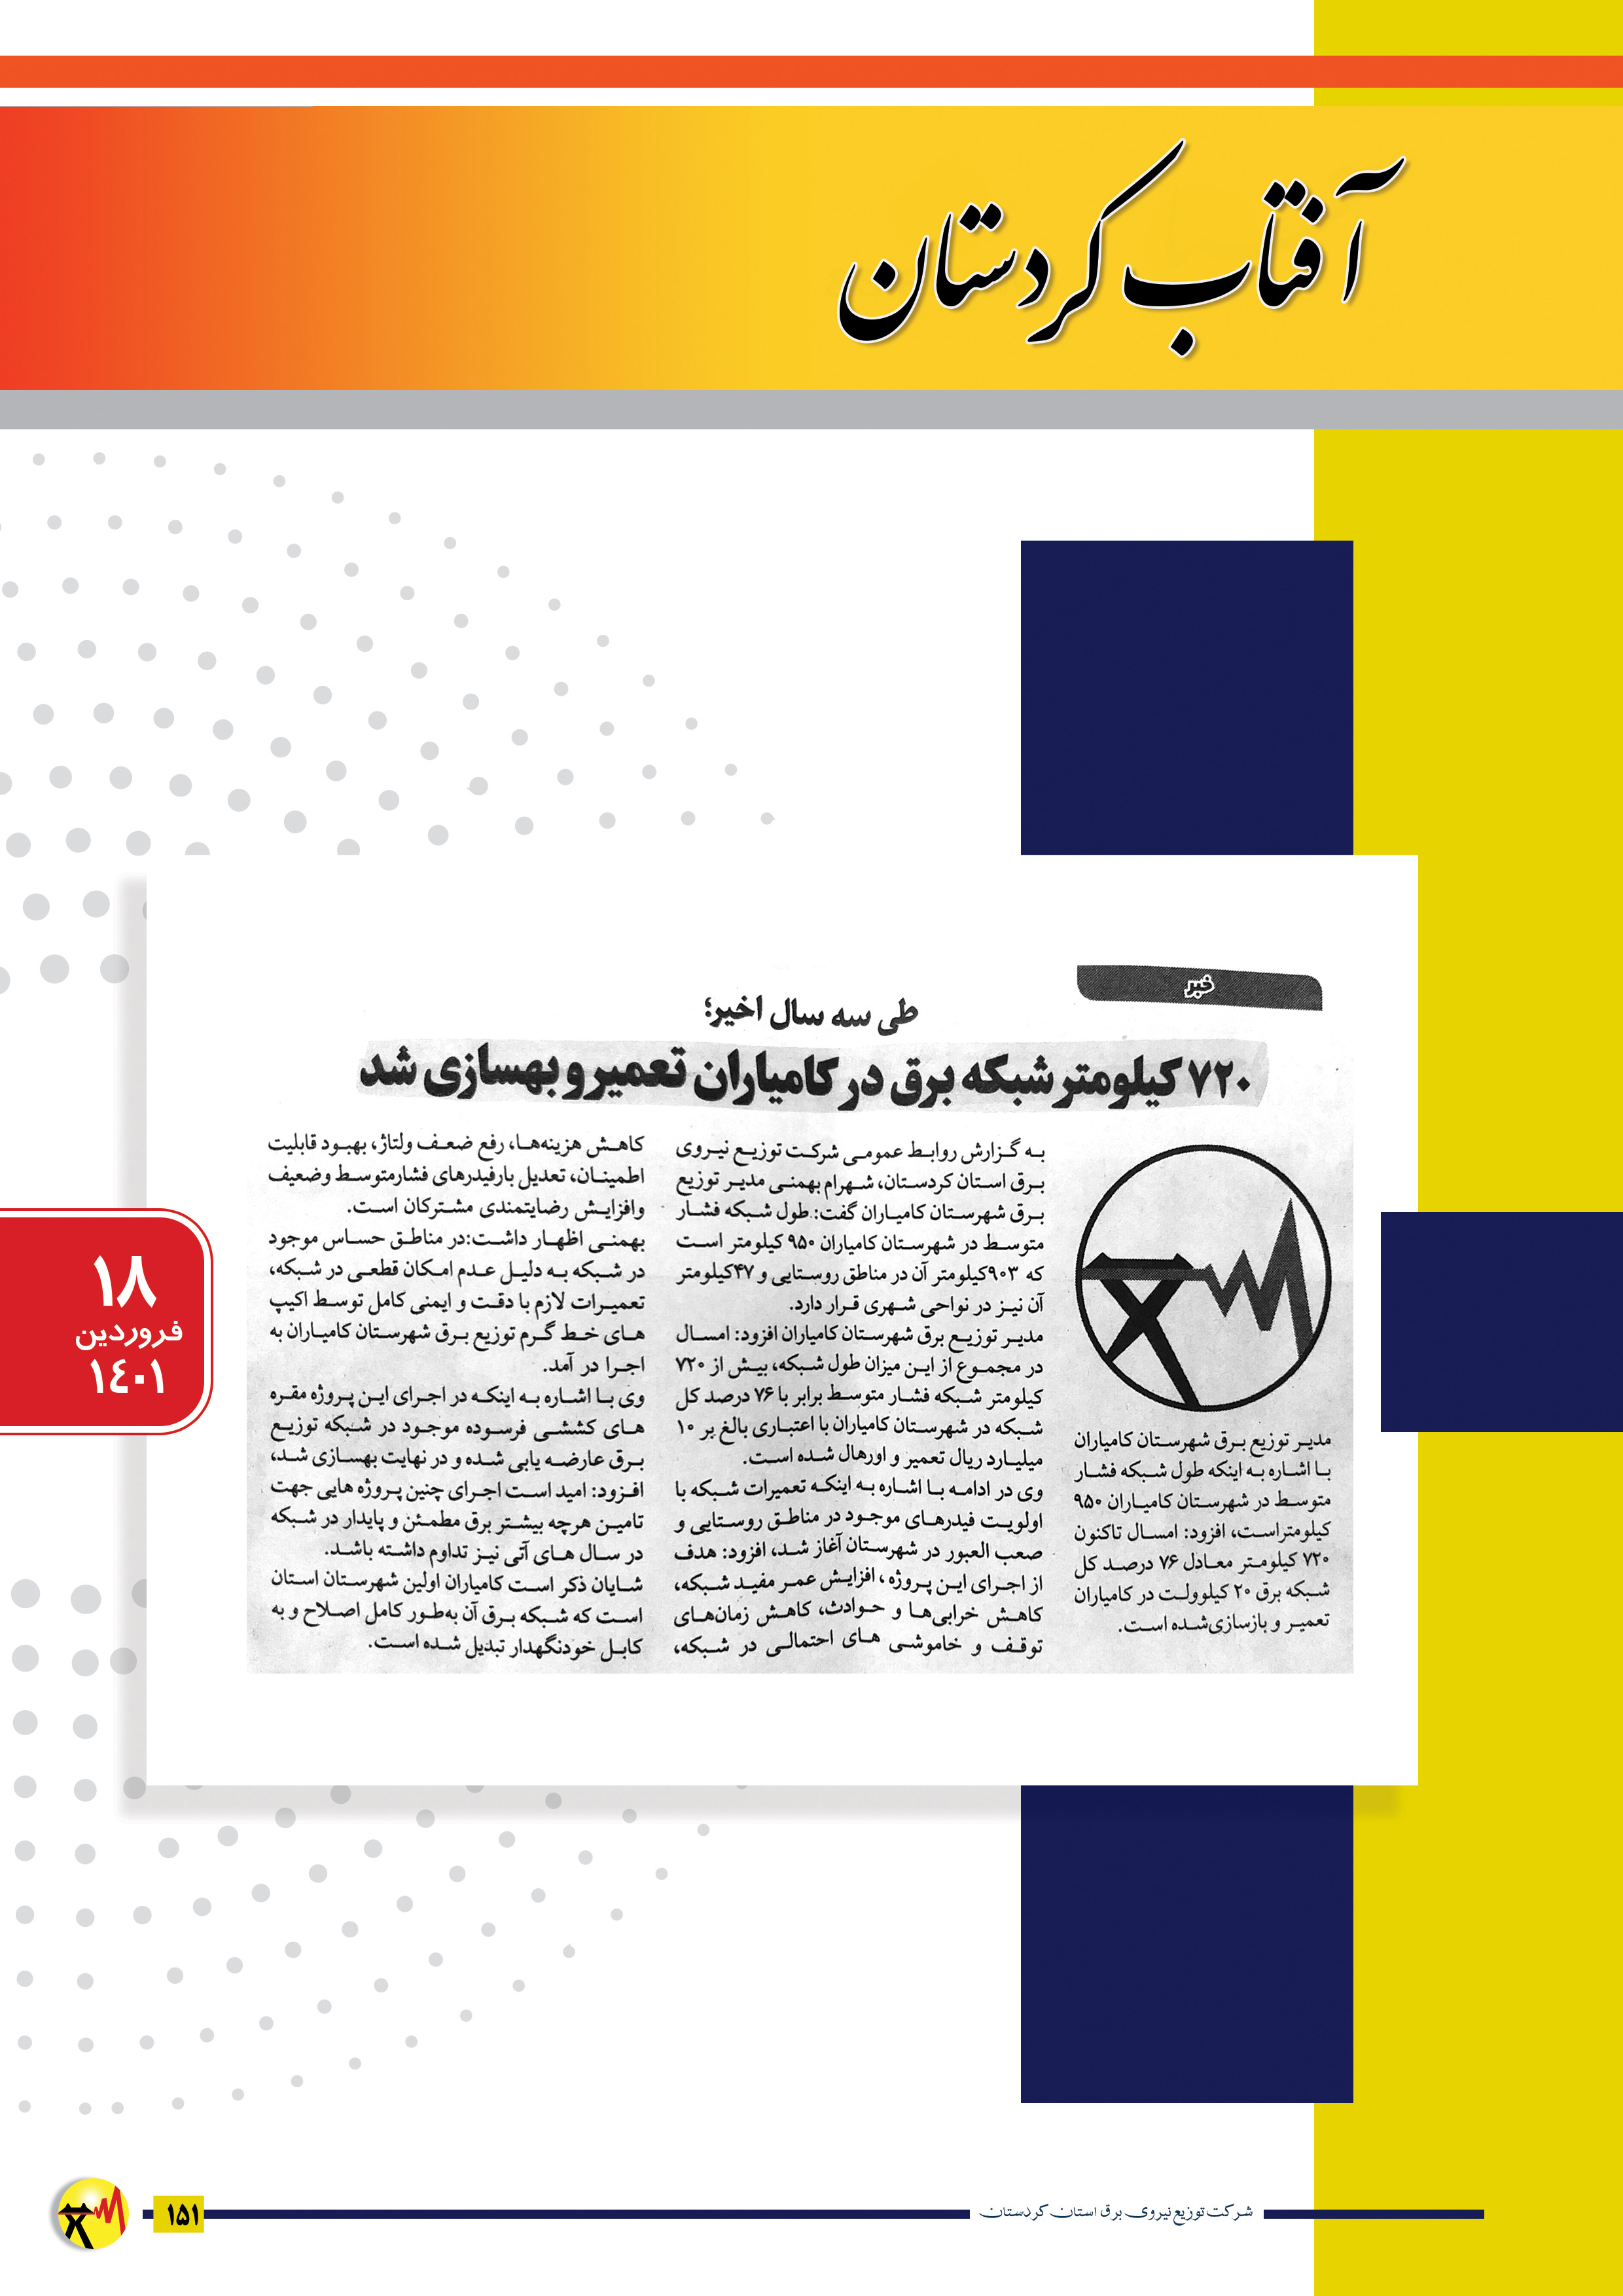 آفتاب کردستان
خبر
طی سه سال اخیر؛
۷۲۰ کیلومتر شبکه برق در کامیاران تعمیر و بهسازی شد
مدیر توزیع برق شهرستان کامیاران
با اشاره به اینکه طول شبکه فشار
متوسط در شهرستان کامیاران ۹۵۰
کیلومتراست، افزود: امسال تاکنون
۷۲۰ کیلومتر معادل ۷۶ درصد کل
شبکه برق ۲۰ کیلوولت در کامیاران
تعمیر و بازسازی‌شده است.
به گزارش روابط عمومی شرکت توزیع نیروی
برق استان کردستان، شهرام بهمنی مدیر توزیع
برق شهرستان کامیاران گفت: طول شبکه فشار
متوسط در شهرستان کامیاران ۹۵۰ کیلومتر است
که ۹۰۳کیلومتر آن در مناطق روستایی و ۴۷کیلومتر
آن نیز در نواحی شهری قرار دارد.
مدیر توزیع برق شهرستان کامیاران افزود: امسال
در مجموع از این میزان طول شبکه، بیش از ۷۲۰
کیلومتر شبکه فشار متوسط برابر با ۷۶ درصد کل
شبکه در شهرستان کامیاران با اعتباری بالغ بر ۱۰
میلیارد ریال تعمیر و اورهال شده است.
وی در ادامه با اشاره به اینکه تعمیرات شبکه با
اولویت فیدرهای موجود در مناطق روستایی و
صعب العبور در شهرستان آغاز شد، افزود: هدف
از اجرای این پروژه، افزایش عمر مفید شبکه،
کاهش خرابی‌ها و حوادث، کاهش زمان‌های
توقف و خاموشی های احتمالی در شبکه،
کاهش هزینه‌ها، رفع ضعف ولتاژ، بهبود قابلیت
اطمینان، تعدیل بارفیدرهای فشارمتوسط وضعیف
وافزایش رضایتمندی مشترکان است.
بهمنی اظهار داشت:در مناطق حساس موجود
در شبکه به دلیل عدم امکان قطعی در شبکه،
تعمیرات لازم با دقت و ایمنی کامل توسط اکیپ
های خط گرم توزیع برق شهرستان کامیاران به
اجرا در آمد.
وی با اشاره به اینکه در اجرای این پروژه مقره
های کششی فرسوده موجود در شبکه توزیع
برق عارضه یابی شده و در نهایت بهسازی شد،
افزود: امید است اجرای چنین پروژه هایی جهت
تامین هرچه بیشتر برق مطمئن و پایدار در شبکه
در سال های آتی نیز تداوم داشته باشد.
شایان ذکر است کامیاران اولین شهرستان استان
است که شبکه برق آن به‌طور کامل اصلاح و به
کابل خودنگهدار تبدیل شده است.
۱۸
فروردین
۱٤۰۱
شرکت توزیع نیروی برق استان کردستان
۱۵۱